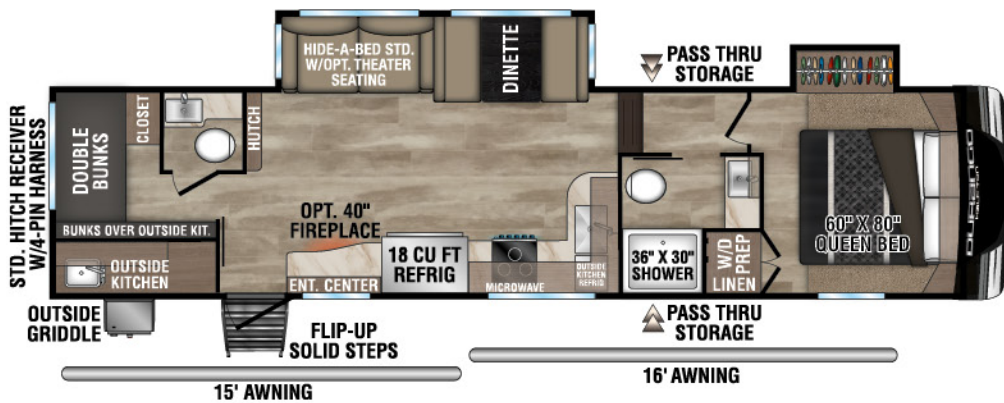 HIDE-A-BED STD.
W/OPT. THEATER
SEATING
DINETTE
PASS THRU
STORAGE
STD. HITCH RECEIVER
W/4-PIN HARNESS
DOUBLE
BUNKS
CLOSET
HUTCH
BUNKS OVER OUTSIDE KIT.
OUTSIDE
KITCHEN
OPT. 40"
FIREPLACE
ENT. CENTER
18 CU FT
REFRIG
MICROWAVE
OUTSIDE
KITCHEN
REFRIG
36" X 30"
SHOWER
W/D
PREP
LINEN
60" X 80"
QUEEN BED
DURANGO
OUTSIDE
GRIDDLE
FLIP-UP
SOLID STEPS
PASS THRU
STORAGE
15' AWNING
16' AWNING